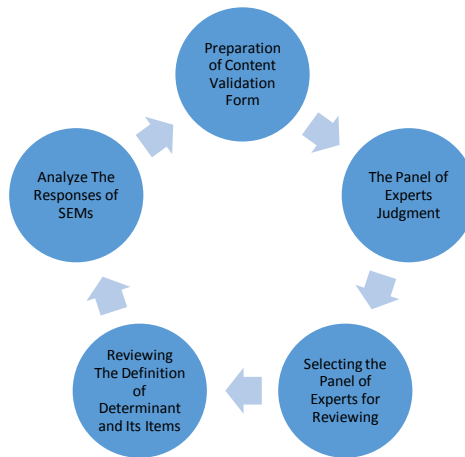 Preparation
of Content
Validation
Form
The Panel of
Experts
Judgment
Selecting the
Panel of
Experts for
Reviewing
Reviewing
The Definition
of
Determinant
and Its Items
Analyze The
Responses of
SEMs